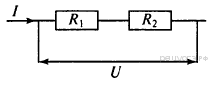 I R₁ R₂
U